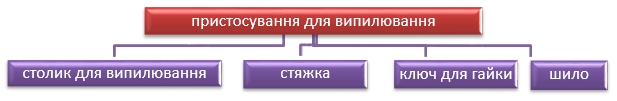 пристосування для випилювання
столик для випилювання
стяжка
ключ для гайки
шило